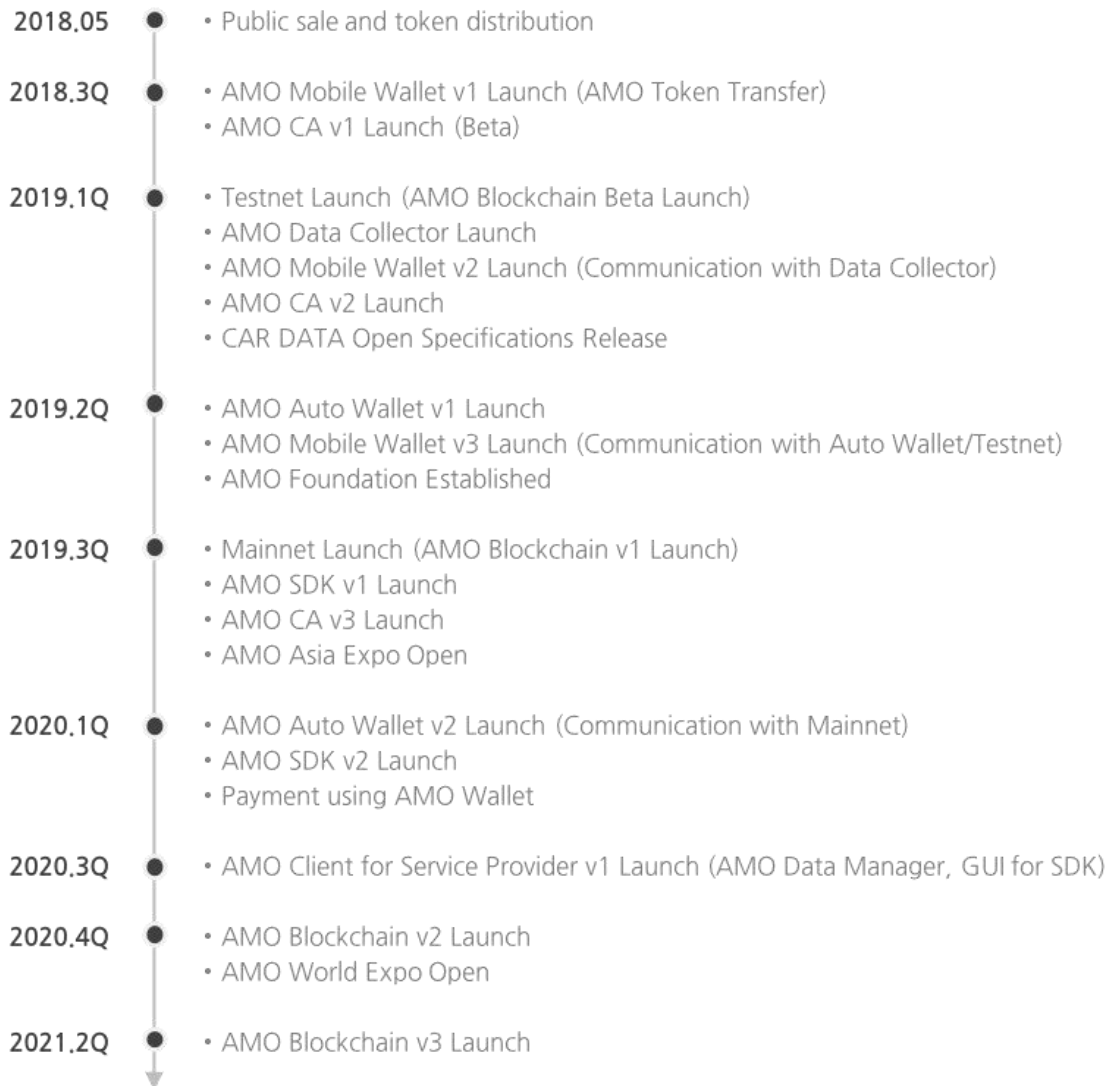 2018.05 • Public sale and token distribution
2018.3Q • AMO Mobile Wallet v1 Launch (AMO Token Transfer)
• AMO CA v1 Launch (Beta)
2019.1Q • Testnet Launch (AMO Blockchain Beta Launch)
• AMO Data Collector Launch
• AMO Mobile Wallet v2 Launch (Communication with Data Collector)
• AMO CA v2 Launch
• CAR DATA Open Specifications Release
2019.2Q • AMO Auto Wallet v1 Launch
• AMO Mobile Wallet v3 Launch (Communication with Auto Wallet/Testnet)
• AMO Foundation Established
2019.3Q • Mainnet Launch (AMO Blockchain v1 Launch)
• AMO SDK v1 Launch
• AMO CA v3 Launch
• AMO Asia Expo Open
2020.1Q • AMO Auto Wallet v2 Launch (Communication with Mainnet)
• AMO SDK v2 Launch
• Payment using AMO Wallet
2020.3Q • AMO Client for Service Provider v1 Launch (AMO Data Manager, GUI for SDK)
2020.4Q • AMO Blockchain v2 Launch
• AMO World Expo Open
2021.2Q • AMO Blockchain v3 Launch